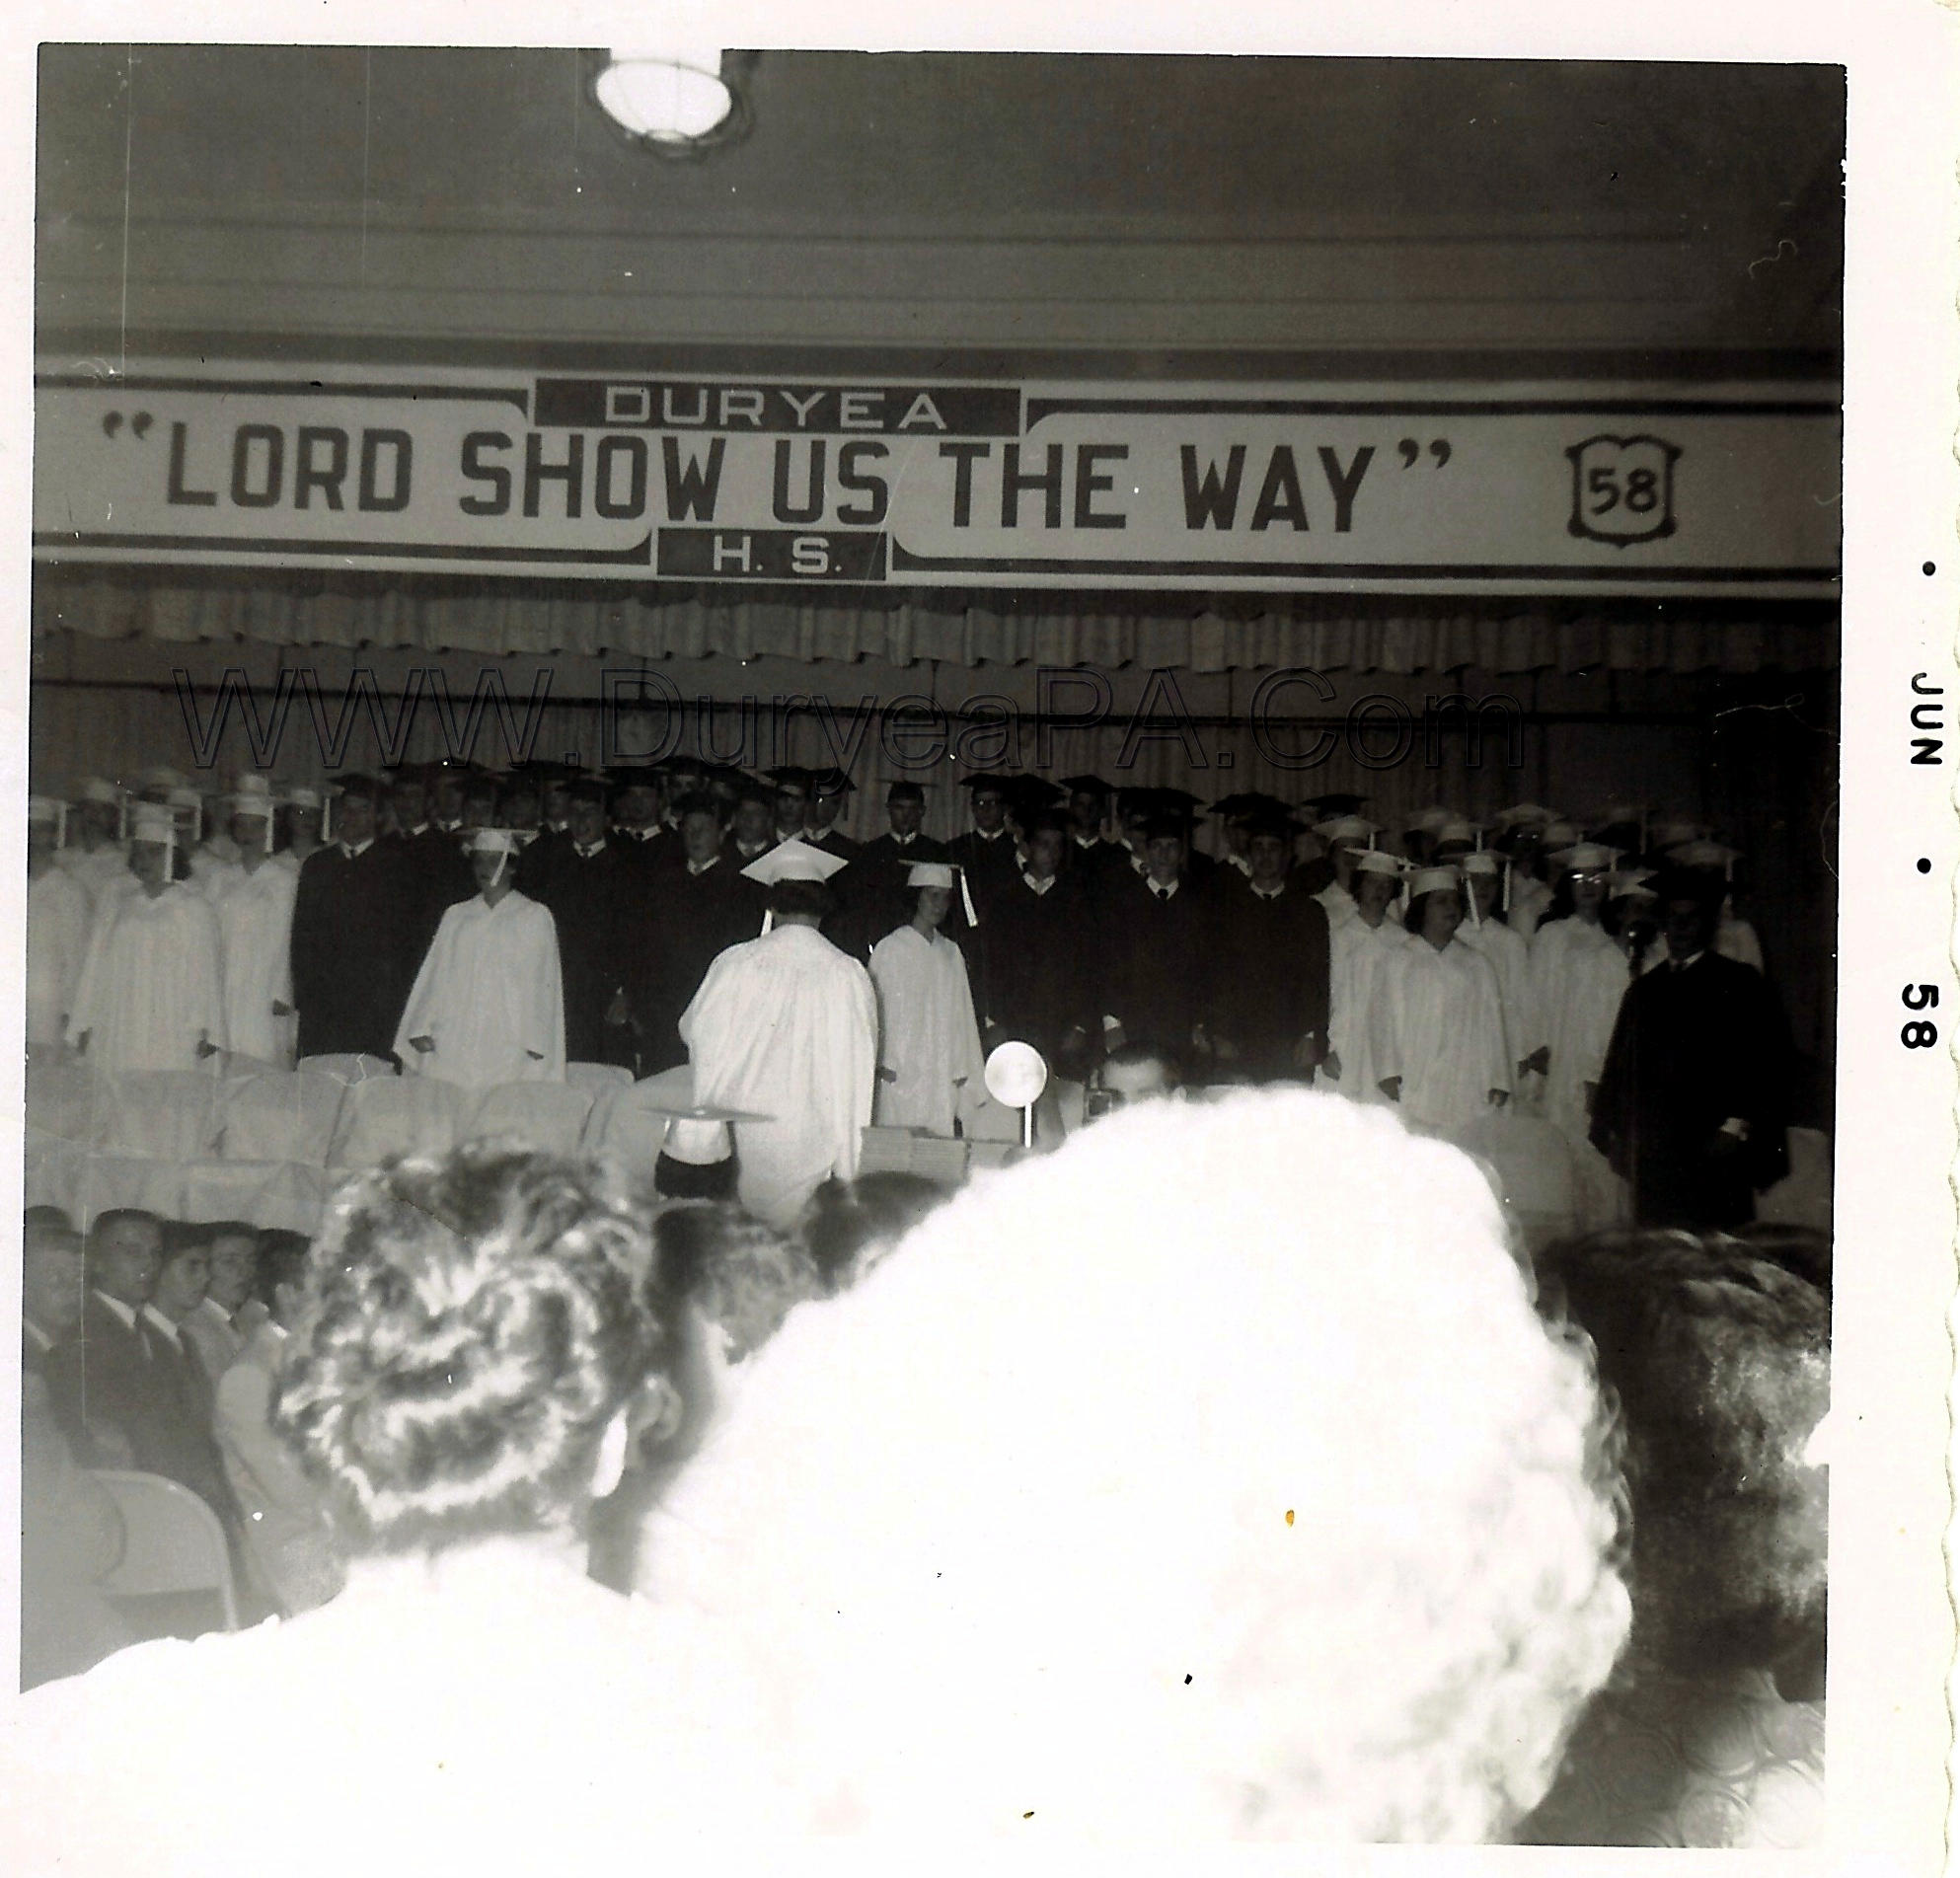 DURYEA
“LORD SHOW US THE WAY”
58
H. S.
WWW.DuryeaPA.Com
• JUN • 58